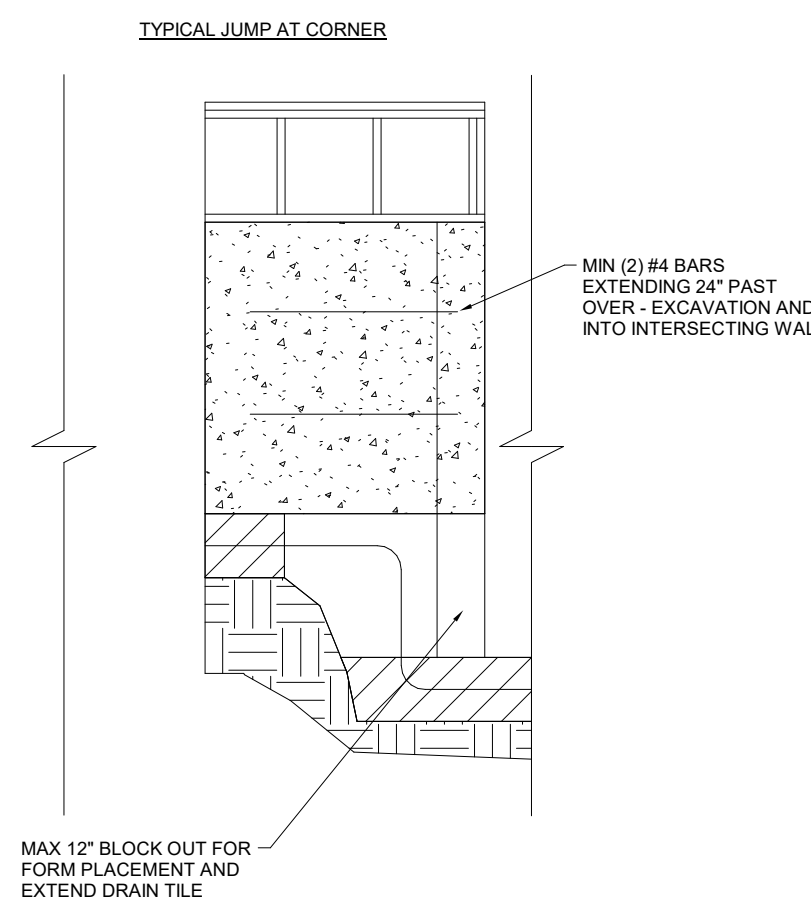 TYPICAL JUMP AT CORNER
MIN (2) #4 BARS
EXTENDING 24" PAST
OVER - EXCAVATION AND
INTO INTERSECTING WAL
MAX 12" BLOCK OUT FOR
FORM PLACEMENT AND
EXTEND DRAIN TILE